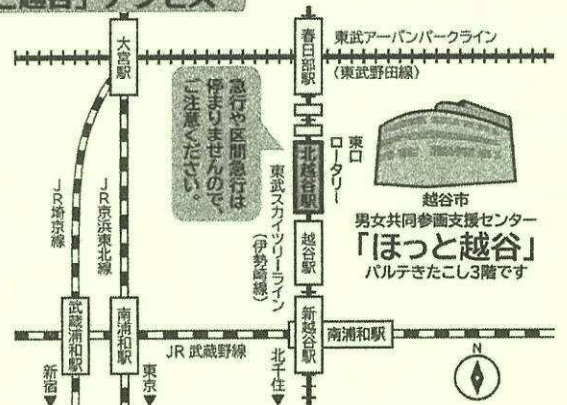 と越谷」アクセス
大宮駅
春日部駅
東武アーバンパークライン
(東武野田線)
急行や区間急行は
停まりませんので、
ご注意ください。
北越谷駅
東口
ロータリー
越谷市
男女共同参画支援センター
「ほっと越谷」
パルテきたこし3階です
JR埼京線
JR京浜東北線
東武スカイツリーライン
(伊勢崎線)
越谷駅
武蔵浦和駅
南浦和駅
JR 武蔵野線
新越谷駅
南浦和駅
新宿
東京
北千住
N